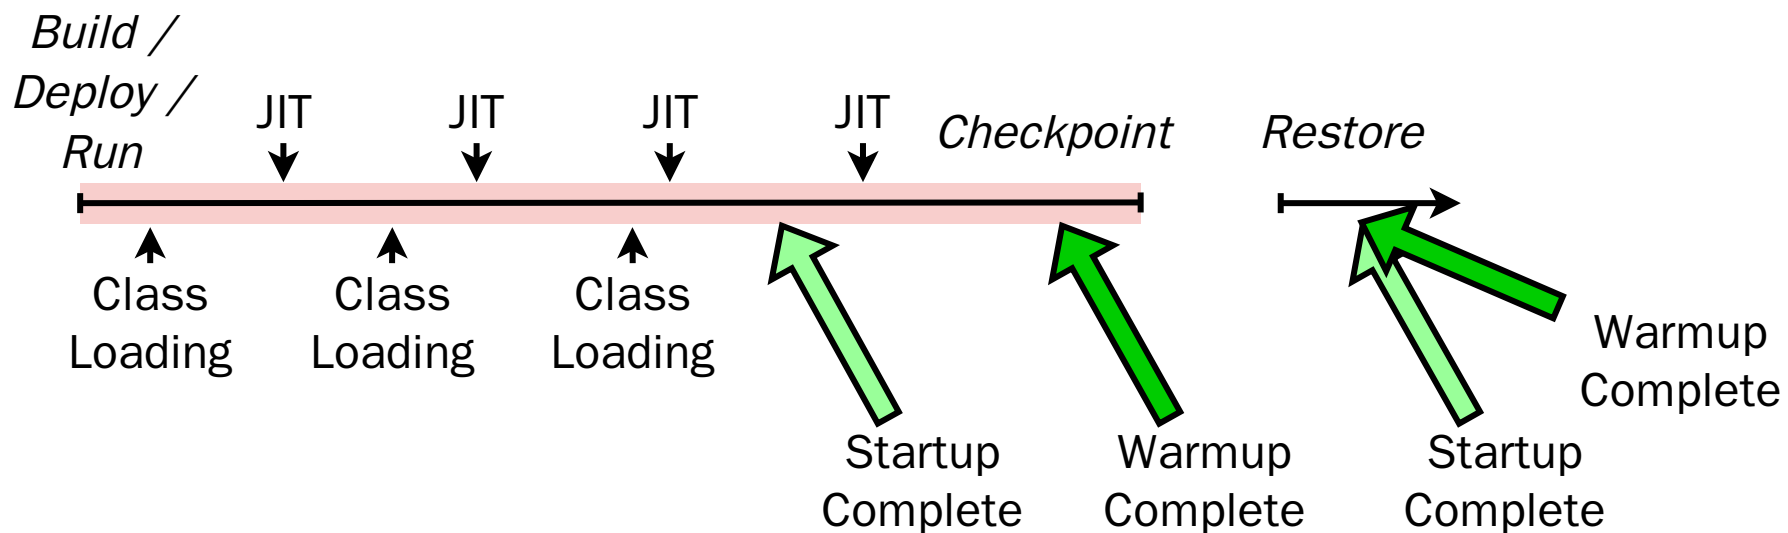 Build /
Deploy /
Run
JIT
JIT
JIT
JIT
Checkpoint
Restore
Class
Loading
Class
Loading
Class
Loading
Startup
Complete
Warmup
Complete
Startup
Complete
Warmup
Complete